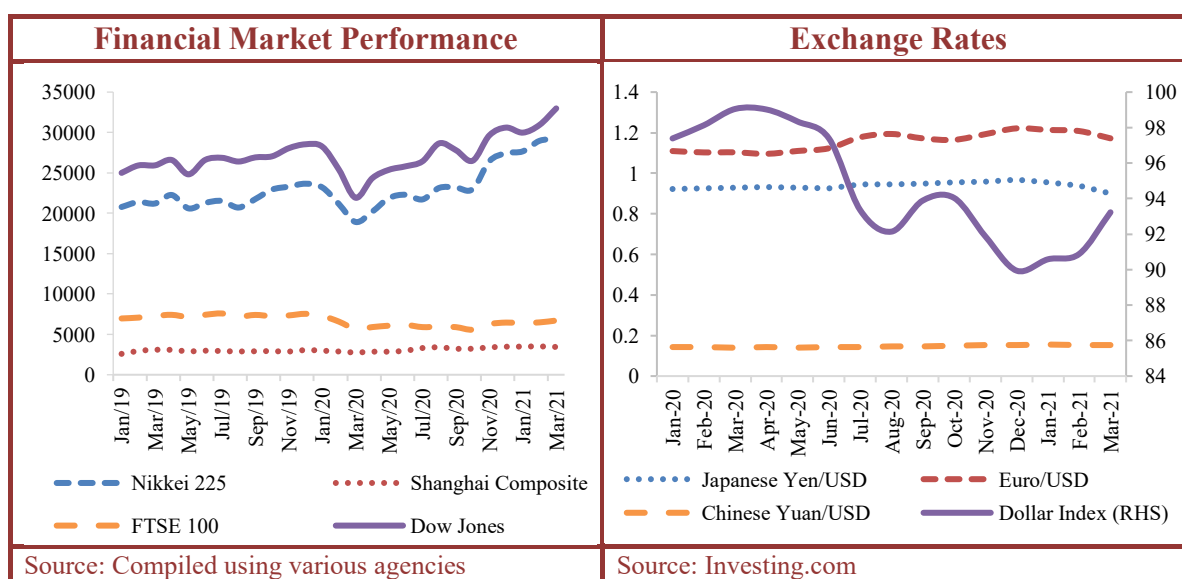 Financial Market Performance
Exchange Rates
35000
30000
25000
20000
15000
10000
5000
0
Jan/19
Mar/19
May/19
Jul/19
Sep/19
Nov/19
Jan/20
Mar/20
May/20
Jul/20
Sep/20
Nov/20
Jan/21
Mar/21
Nikkei 225
Shanghai Composite
FTSE 100
Dow Jones
1.4
1.2
1
0.8
0.6
0.4
0.2
0
100
98
96
94
92
90
88
86
84
Jan-20
Feb-20
Mar-20
Apr-20
May-20
Jun-20
Jul-20
Aug-20
Sep-20
Oct-20
Nov-20
Dec-20
Jan-21
Feb-21
Mar-21
Japanese Yen/USD
Euro/USD
Chinese Yuan/USD
Dollar Index (RHS)
Source: Compiled using various agencies
Source: Investing.com